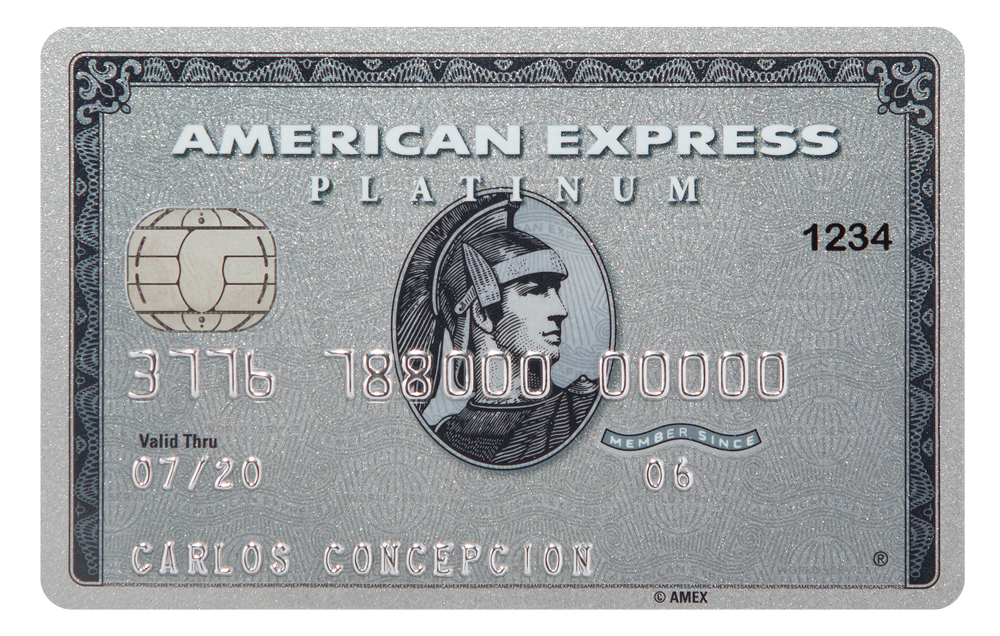 AMERICAN EXPRESS
PLATINUM
1234
3776 788000 00000
Valid Thru MEMBER SINCE
07/20 06
CARLOS CONCEPCION ®
© AMEX